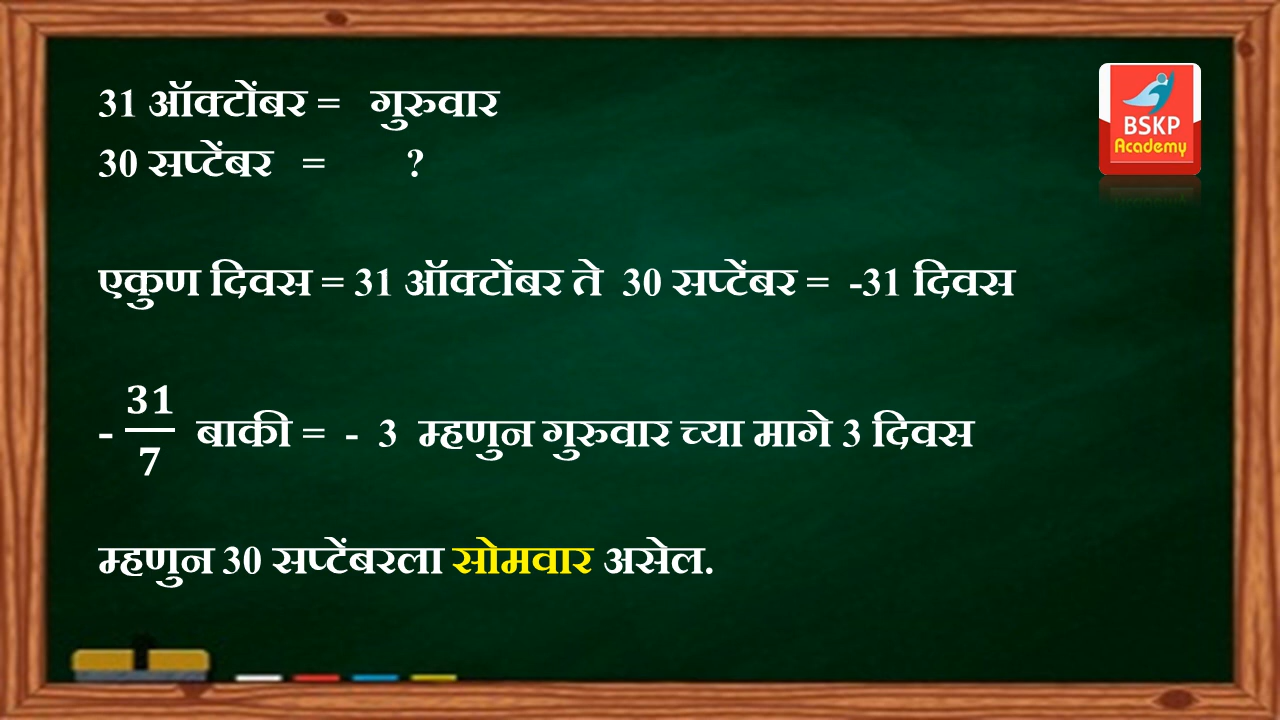 31 ऑक्टोंबर = गुरुवार
30 सप्टेंबर = ?
BSKP
Academy
एकुण दिवस = 31 ऑक्टोंबर ते 30 सप्टेंबर = -31 दिवस
- 31/7 बाकी = - 3 म्हणुन गुरुवार च्या मागे 3 दिवस
म्हणुन 30 सप्टेंबरला सोमवार असेल.